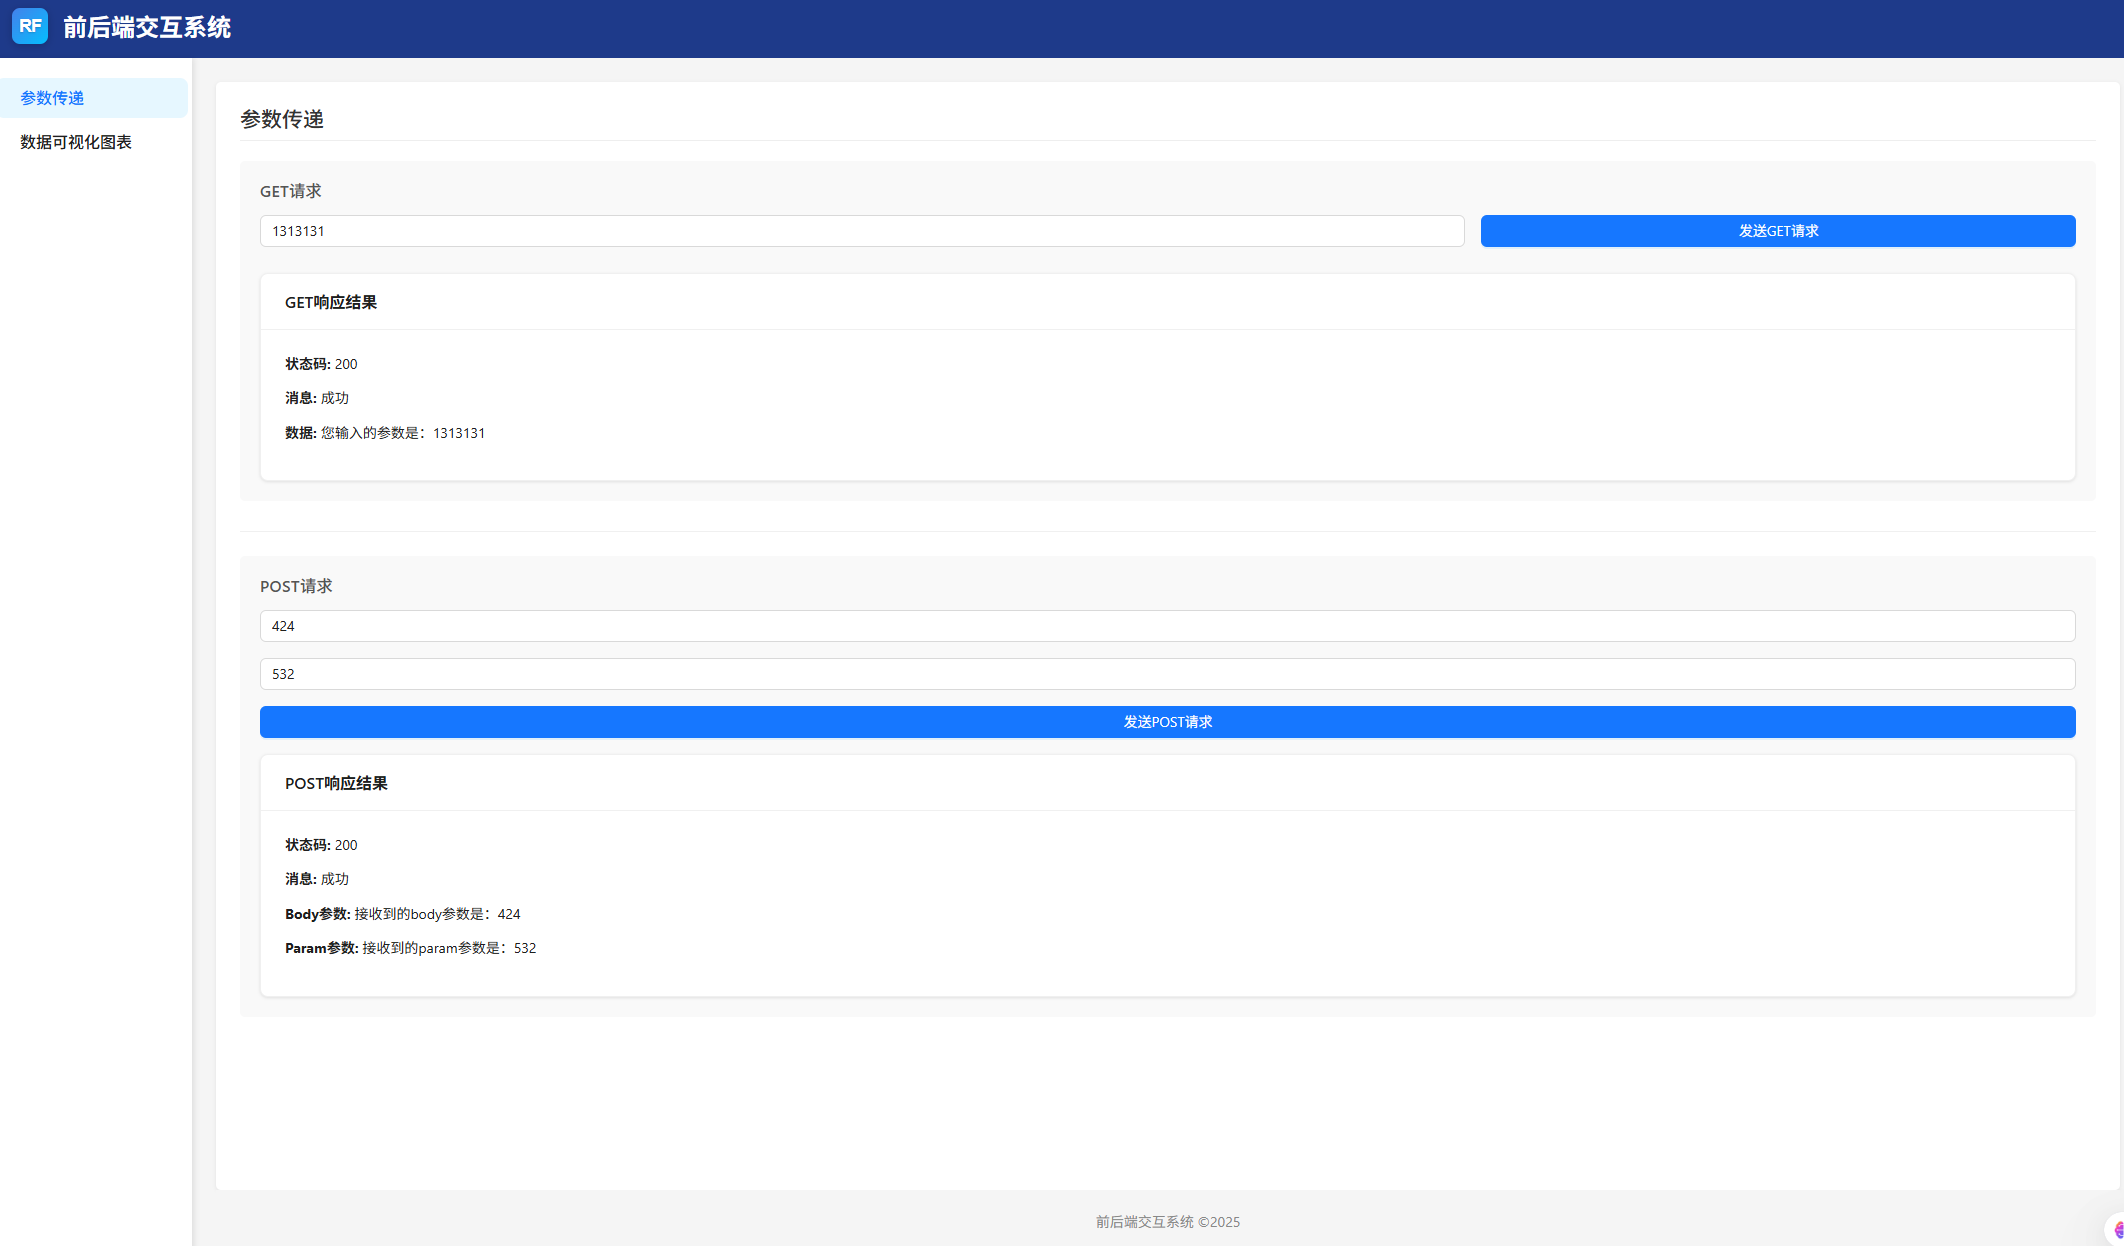 RF 前后端交互系统
参数传递
数据可视化图表
参数传递
GET请求
1313131
发送GET请求
GET响应结果
状态码: 200
消息: 成功
数据: 您输入的参数是：1313131
POST请求
424
532
发送POST请求
POST响应结果
状态码: 200
消息: 成功
Body参数: 接收到的body参数是：424
Param参数: 接收到的param参数是：532
前后端交互系统 ©2025